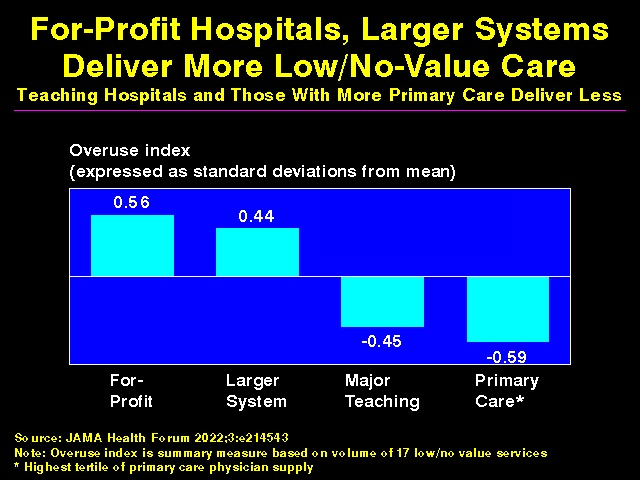 For-Profit Hospitals, Larger Systems
Deliver More Low/No-Value Care
Teaching Hospitals and Those With More Primary Care Deliver Less
Overuse index
(expressed as standard deviations from mean)
0.56
0.44
-0.45
-0.59
For-
Profit
Larger
System
Major
Teaching
Primary
Care*
Source: JAMA Health Forum 2022;3:e214543
Note: Overuse index is summary measure based on volume of 17 low/no value services
* Highest tertile of primary care physician supply